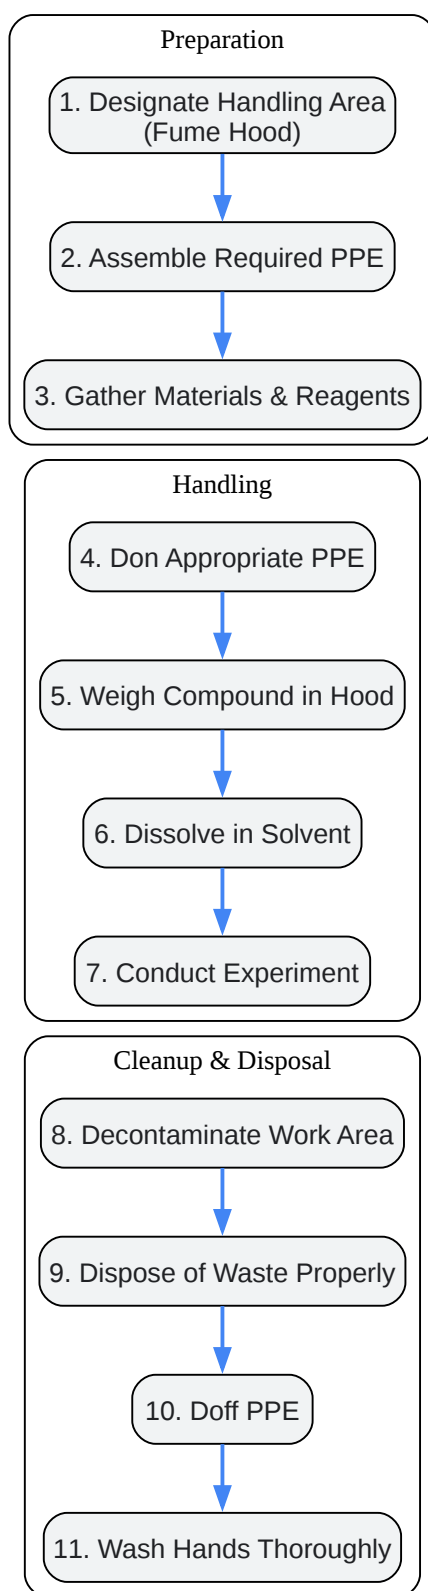 Preparation
1. Designate Handling Area
(Fume Hood)
2. Assemble Required PPE
3. Gather Materials & Reagents
Handling
4. Don Appropriate PPE
5. Weigh Compound in Hood
6. Dissolve in Solvent
7. Conduct Experiment
Cleanup & Disposal
8. Decontaminate Work Area
9. Dispose of Waste Properly
10. Doff PPE
11. Wash Hands Thoroughly